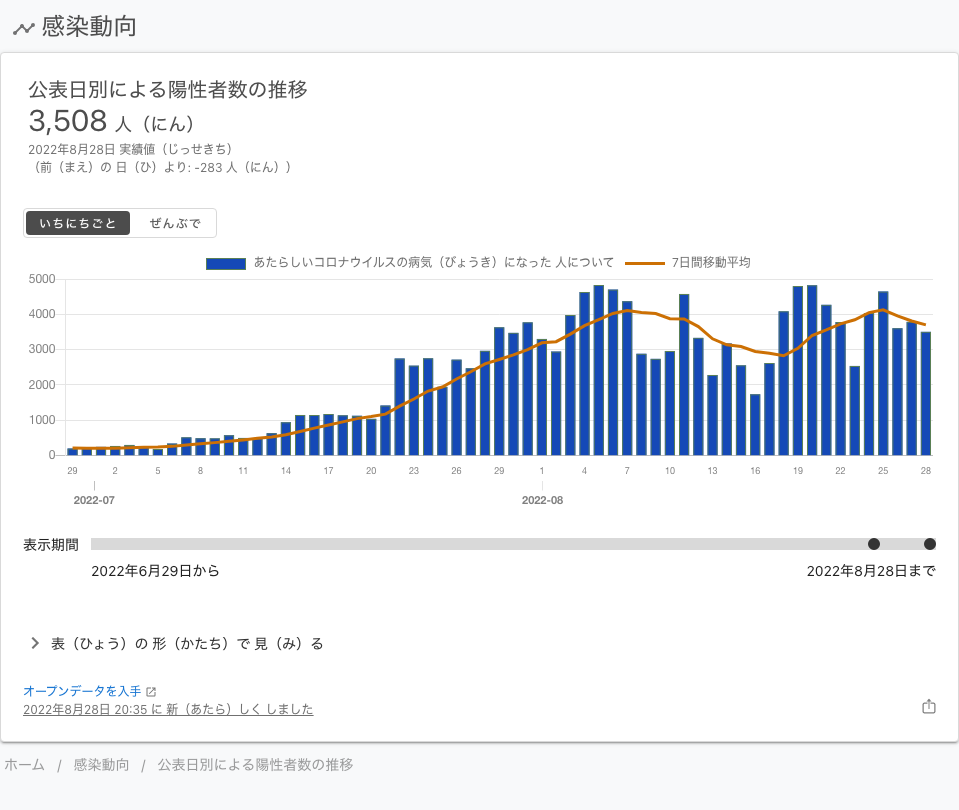 感染動向
公表日別による陽性者数の推移
3,508 人（にん）
2022年8月28日 実績値（じっせきち）
（前（まえ）の 日（ひ）より: -283 人（にん））
いちにちごと ぜんぶで
あたらしいコロナウイルスの病気（びょうき）になった 人について 7日間移動平均
5000
4000
3000
2000
1000
0
29 2 5 8 11 14 17 20 23 26 29 1 4 7 10 13 16 19 22 25 28
2022-07 2022-08
表示期間
2022年6月29日から 2022年8月28日まで
表（ひょう）の 形（かたち）で 見（み）る
オープンデータを入手
2022年8月28日 20:35 に 新（あたら）しく しました
ホーム / 感染動向 / 公表日別による陽性者数の推移